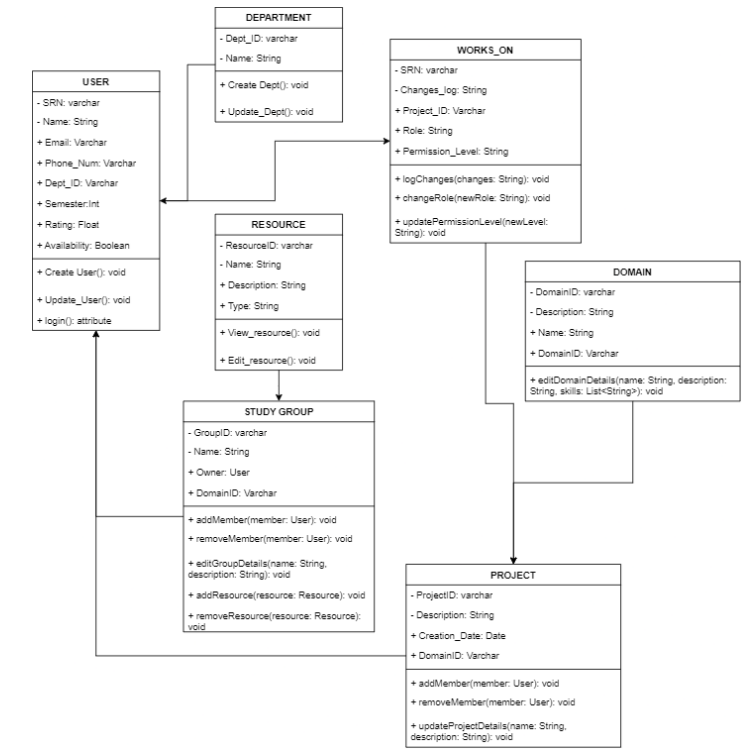 DEPARTMENT
- Dept_ID: varchar
- Name: String
+ Create Dept(): void
+ Update_Dept(): void
WORKS_ON
- SRN: varchar
- Changes_log: String
+ Project_ID: Varchar
+ Role: String
+ Permission_Level: String
+ logChanges(changes: String): void
+ changeRole(newRole: String): void
+ updatePermissionLevel(newLevel:
String): void
USER
- SRN: varchar
- Name: String
+ Email: Varchar
+ Phone_Num: Varchar
+ Dept_ID: Varchar
+ Semester:Int
+ Rating: Float
+ Availability: Boolean
+ Create User(): void
+ Update_User(): void
+ login(): attribute
RESOURCE
- ResourceID: varchar
- Name: String
+ Description: String
+ Type: String
+ View_resource(): void
+ Edit_resource(): void
DOMAIN
- DomainID: varchar
- Description: String
+ Name: String
+ DomainID: Varchar
+ editDomainDetails(name: String, description:
String, skills: List<String>): void
STUDY GROUP
- GroupID: varchar
- Name: String
+ Owner: User
+ DomainID: Varchar
+ addMember(member: User): void
+ removeMember(member: User): void
+ editGroupDetails(name: String,
description: String): void
+ addResource(resource: Resource): void
+ removeResource(resource: Resource):
void
PROJECT
- ProjectID: varchar
- Description: String
+ Creation_Date: Date
+ DomainID: Varchar
+ addMember(member: User): void
+ removeMember(member: User): void
+ updateProjectDetails(name: String,
description: String): void